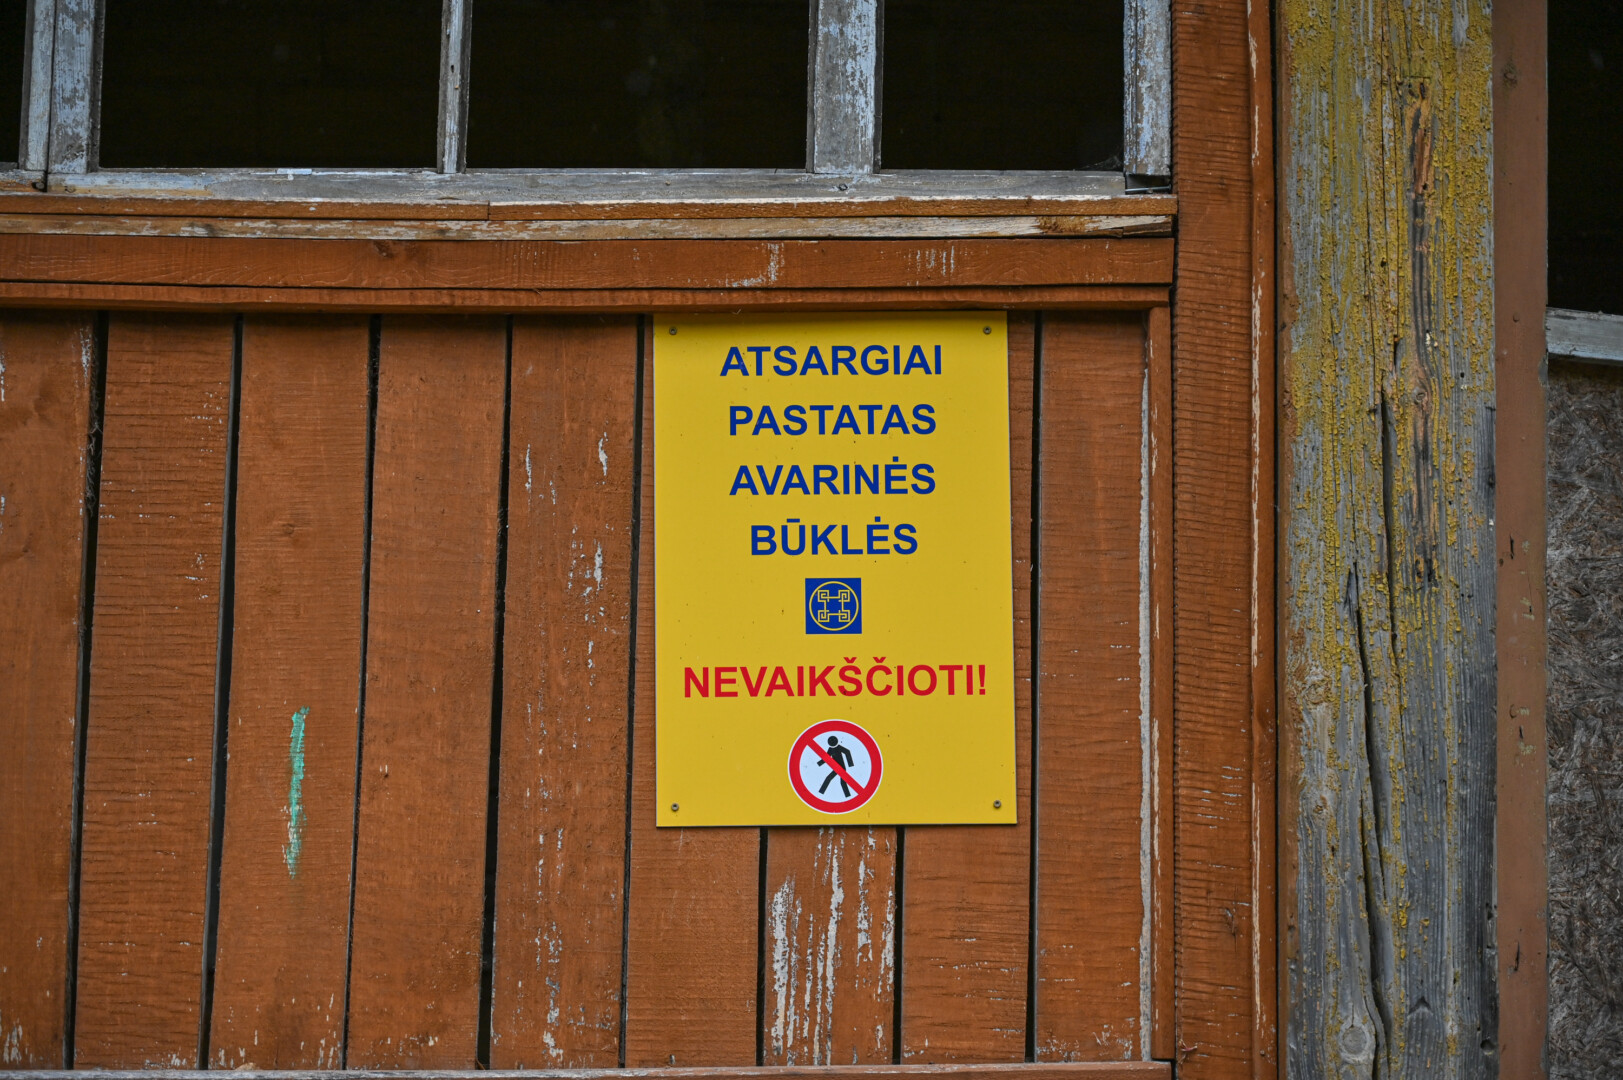 ATSARGIAI
PASTATAS
AVARINĖS
BŪKLĖS
NEVAIKŠČIOTI!